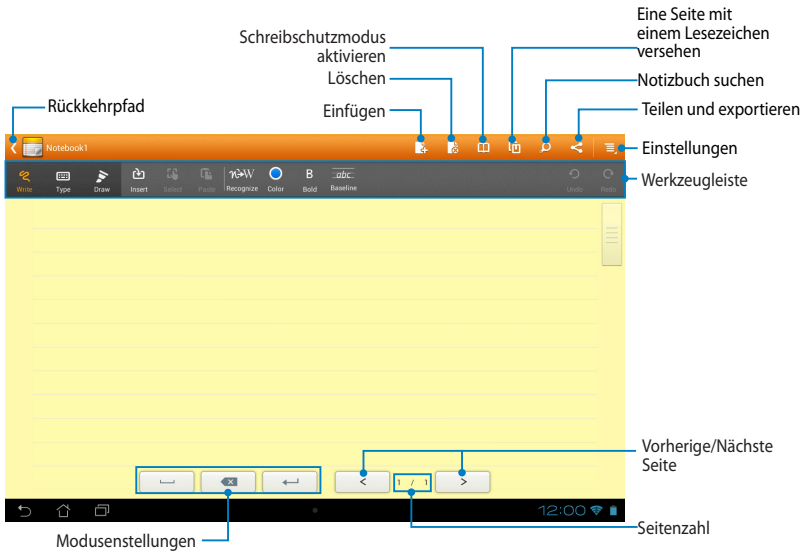 Eine Seite mit
einem Lesezeichen
versehen
Schreibschutzmodus
aktivieren
Löschen
Notizbuch suchen
Rückkehrpfad
Einfügen
Teilen und exportieren
Notebook1
Einstellungen
Write Type Draw Insert Select Paste Recognize Color Bold Baseline Undo Redo
n→W B abc
Werkzeugleiste
Vorherige/Nächste
Seite
< 1 / 1 >
12:00
Seitenzahl
Modusenstellungen